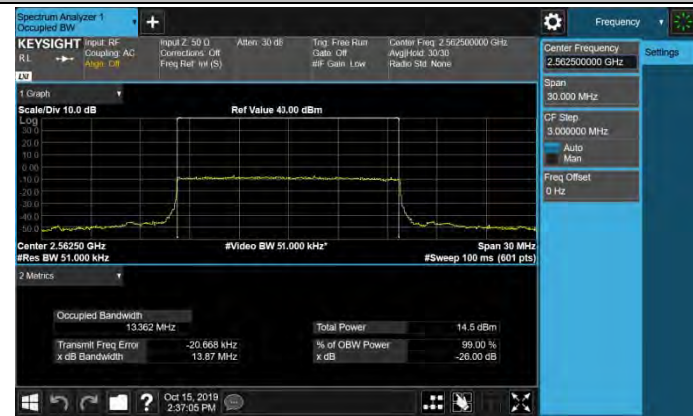 Spectrum Analyzer 1
Occupied BW
+
Frequency
KEYSIGHT Input: RF Input Z: 50 Ω Atten: 30 dB Trig: Free Run Center Freq: 2.562500000 GHz
RL Coupling: AC Corrections: Off Gate: Off Avg|Hold: 30/30
Align: Off Freq Ref: Int (S) #IF Gain: Low Radio Std: None
LXI
Center Frequency
2.562500000 GHz
Settings
Span
30.000 MHz
CF Step
3.000000 MHz
Auto
Man
Freq Offset
0 Hz
1 Graph
Scale/Div 10.0 dB Ref Value 43.00 dBm
Log
30.0
20.0
10.0
0.00
-10.0
-20.0
-30.0
-40.0
-50.0
Center 2.56250 GHz #Video BW 51.000 kHz* Span 30 MHz
#Res BW 51.000 kHz #Sweep 100 ms (601 pts)
2 Metrics
Occupied Bandwidth
13.362 MHz Total Power 14.5 dBm
Transmit Freq Error -20.668 kHz % of OBW Power 99.00 %
x dB Bandwidth 13.87 MHz x dB -26.00 dB
? Oct 15, 2019
2:37:05 PM